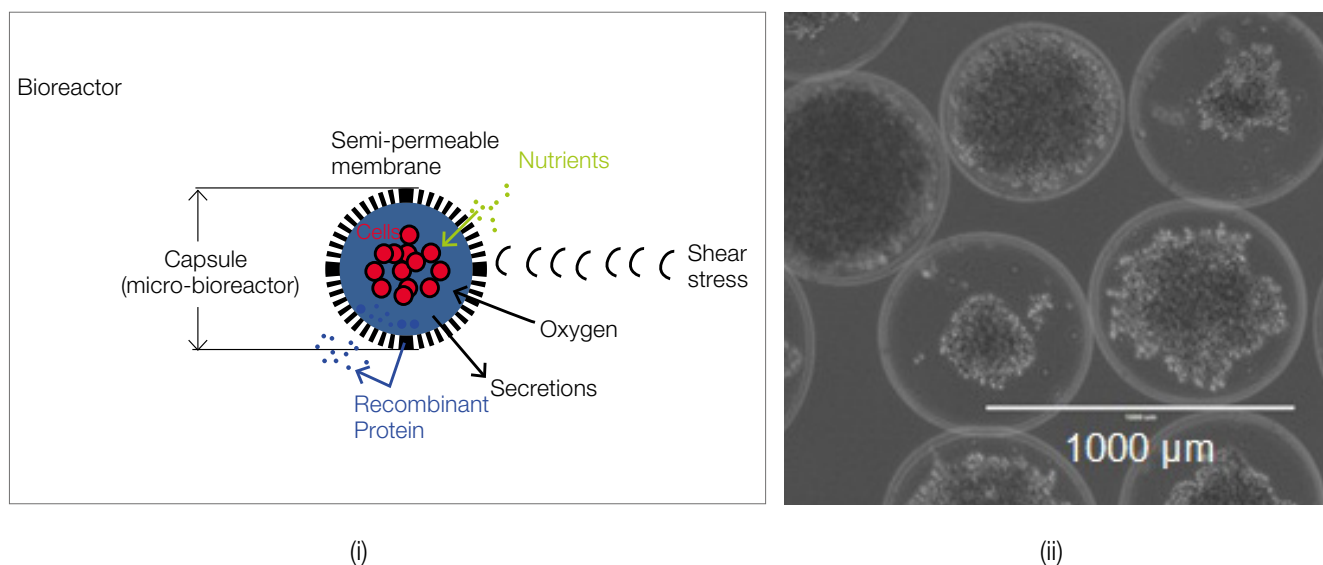 Bioreactor
Semi-permeable
membrane
Nutrients
Cells
Capsule
(micro-bioreactor)
Shear
stress
Oxygen
Secretions
Recombinant
Protein
1000 µm
(i)
(ii)